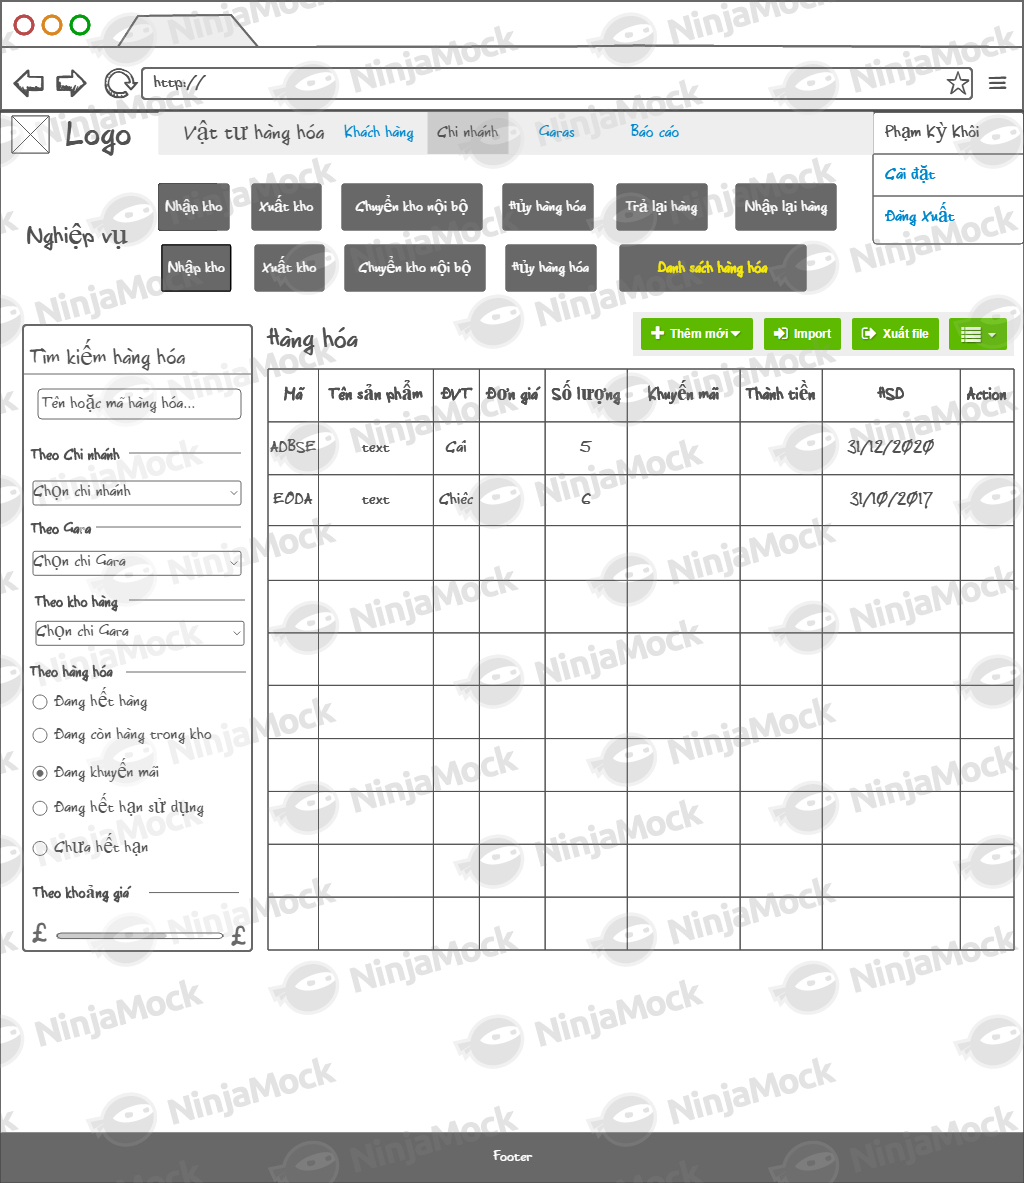 http://
Logo
Vật tư hàng hóa Khách hàng Chi nhánh Garas Báo cáo Phạm Kỳ Khôi
Cài đặt
Đăng Xuất
Nghiệp vụ
Nhập kho Xuất kho Chuyển kho nội bộ Hủy hàng hóa Trả lại hàng Nhập lại hàng
Nhập kho Xuất kho Chuyển kho nội bộ Hủy hàng hóa Danh sách hàng hóa
Tìm kiếm hàng hóa
Tên hoặc mã hàng hóa...
Theo Chi nhánh
Chọn chi nhánh
Theo Gara
Chọn chi Gara
Theo kho hàng
Chọn chi Gara
Theo hàng hóa
Đang hết hàng
Đang còn hàng trong kho
Đang khuyến mãi
Đang hết hạn sử dụng
Chưa hết hạn
Theo khoảng giá
£ £
Hàng hóa
Thêm mới Import Xuất file
Mã Tên sản phẩm ĐVT Đơn giá Số lượng Khuyến mãi Thành tiền HSD Action
ADBSE text Cái 5 31/12/2020
EODA text Chiếc 6 31/10/2017
Footer
NinjaMock